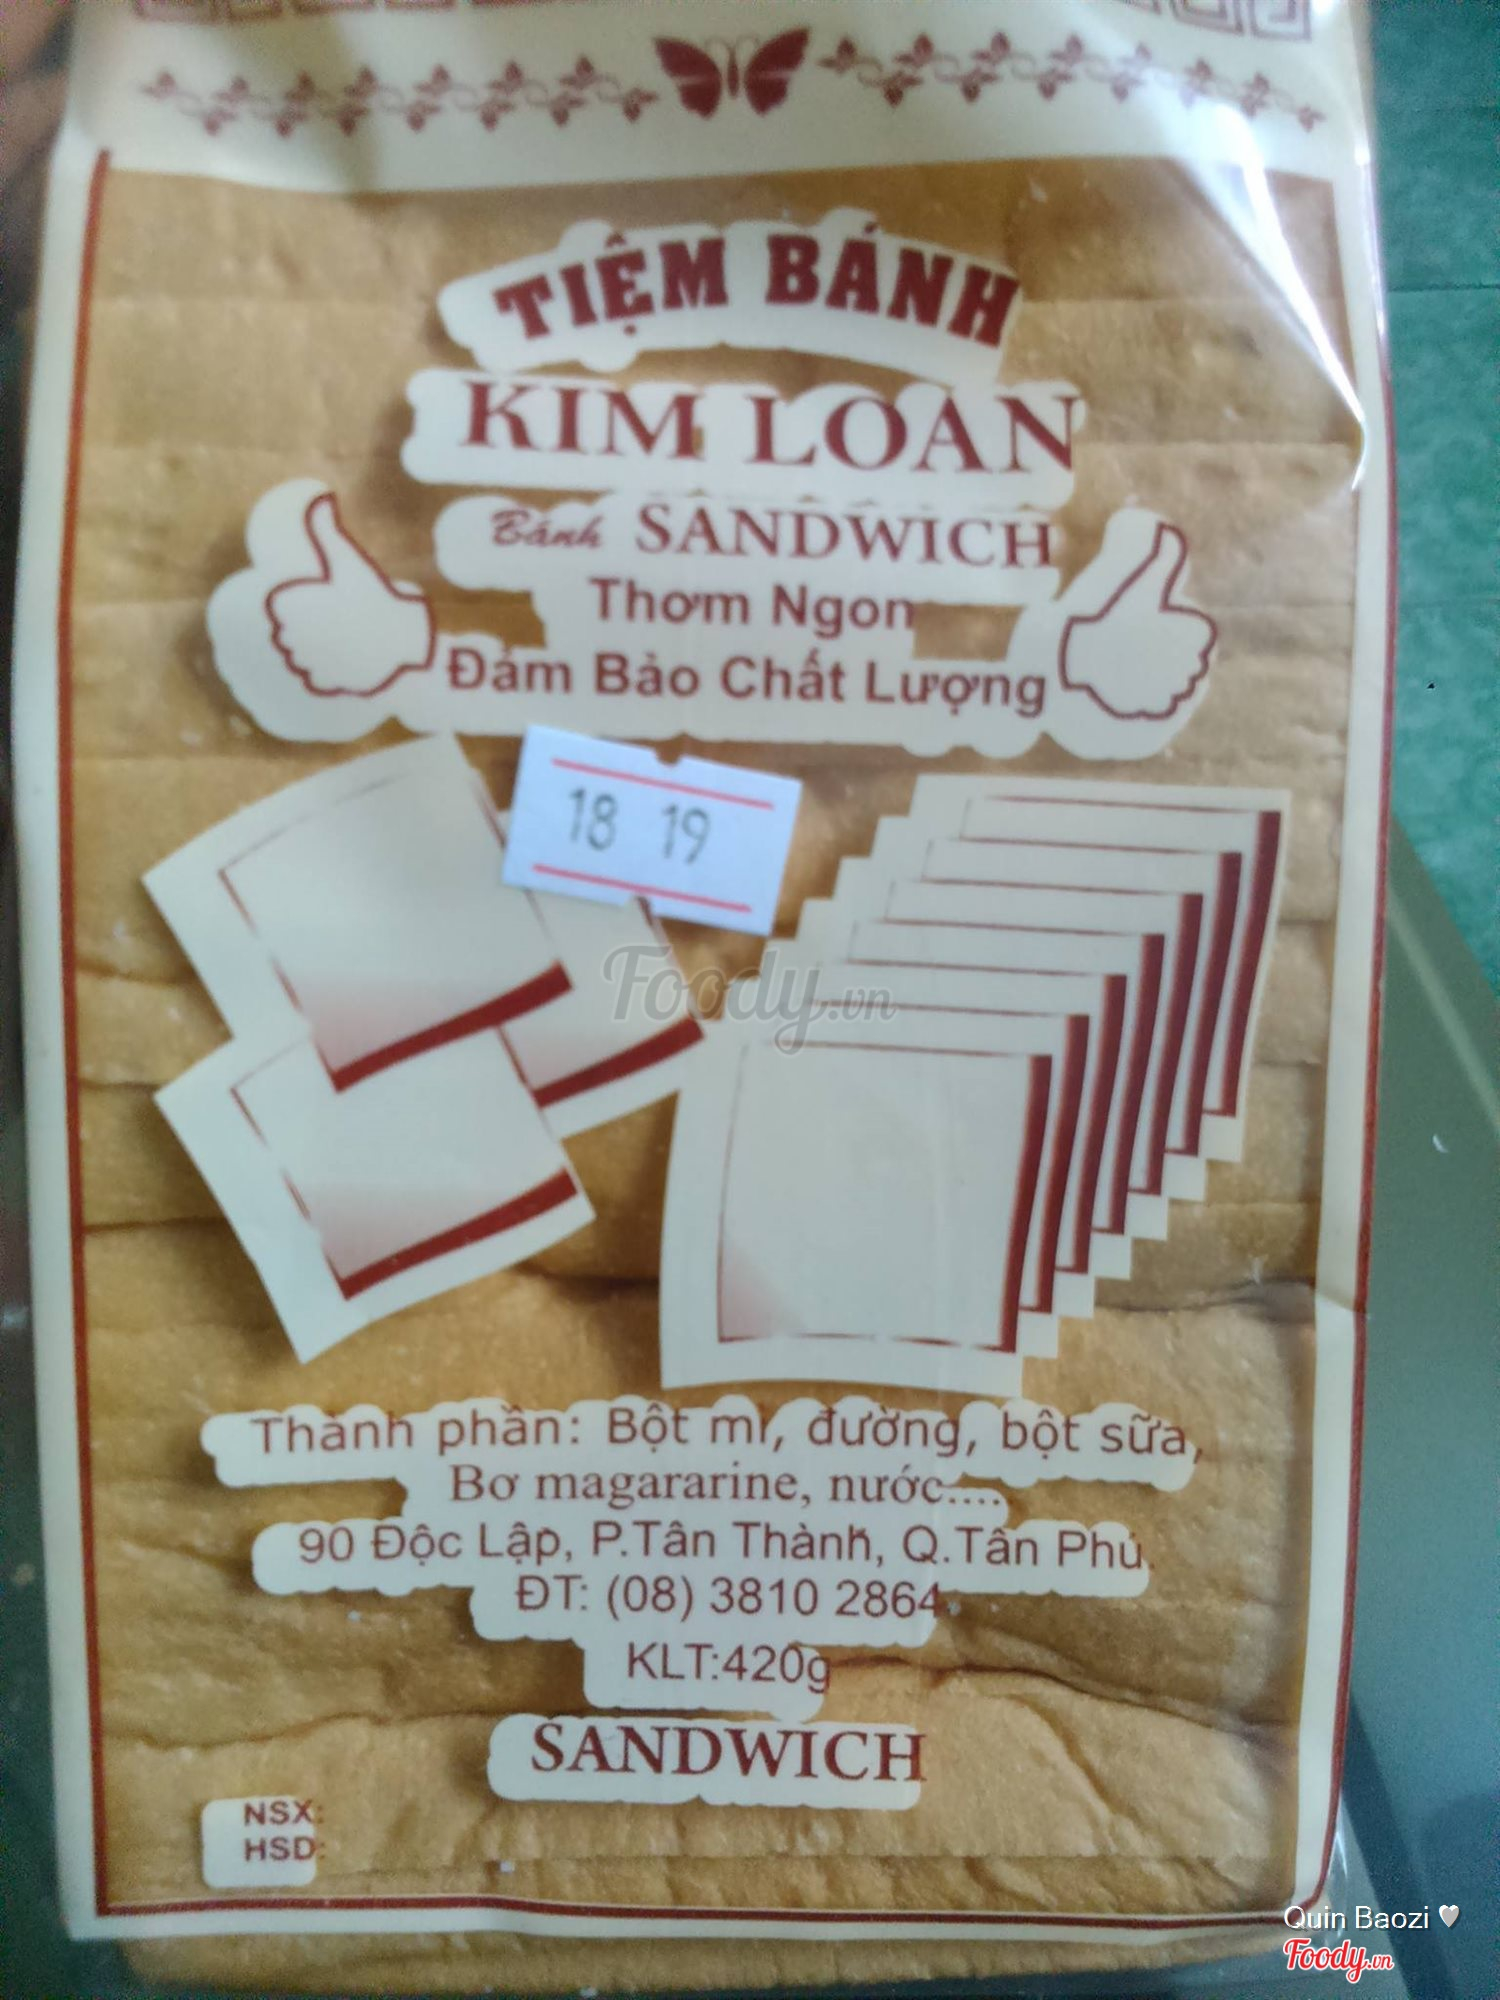 TIỆM BÁNH
KIM LOAN
Bánh SANDWICH
Thơm Ngon
Đảm Bảo Chất Lượng
18 19
Foody.vn
Thành phần: Bột mì, đường, bột sữa,
Bơ magararine, nước....
90 Độc Lập, P.Tân Thành, Q.Tân Phú.
ĐT: (08) 3810 2864.
KLT:420g
SANDWICH
NSX:
HSD:
Quin Baozi
Foody.vn